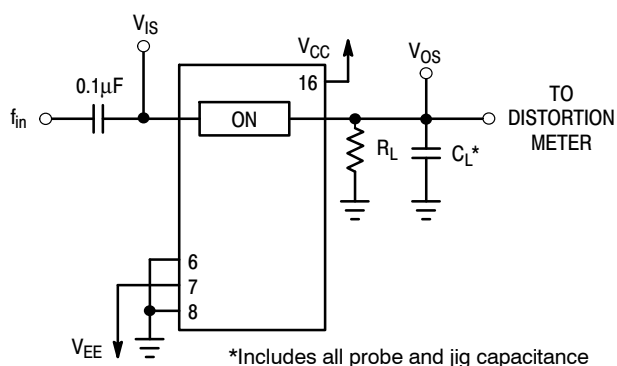 V_IS
V_CC
V_OS
0.1μF
16
f_in
ON
R_L
C_L*
TO
DISTORTION
METER
6
7
8
V_EE
*Includes all probe and jig capacitance